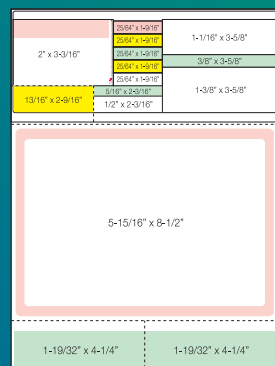 25/64" x 1-9/16"
25/64" x 1-9/16"
25/64" x 1-9/16"
25/64" x 1-9/16"
25/64" x 1-9/16"
2" x 3-3/16"
1-1/16" x 3-5/8"
3/8" x 3-5/8"
1-3/8" x 3-5/8"
5/16" x 2-3/16"
1/2" x 2-3/16"
13/16" x 2-9/16"
5-15/16" x 8-1/2"
1-19/32" x 4-1/4"
1-19/32" x 4-1/4"